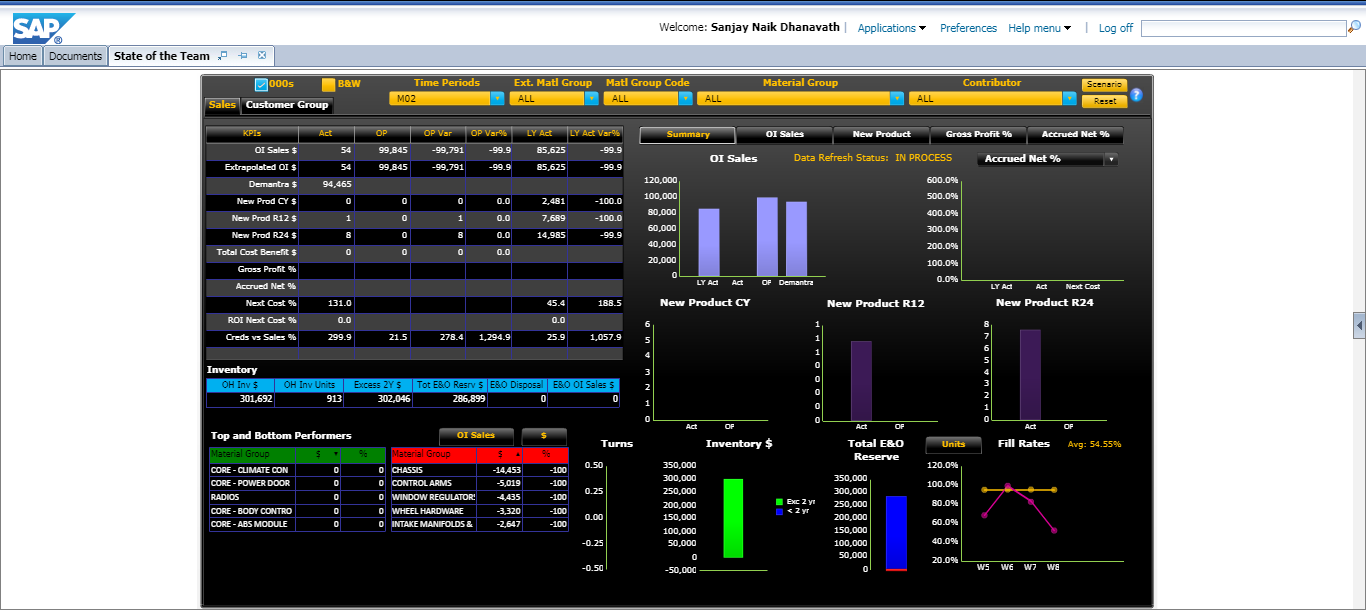 SAP ®
Welcome: Sanjay Naik Dhanavath | Applications Preferences Help menu | Log off
Home Documents State of the Team
000s B&W Time Periods Ext. Matl Group Matl Group Code Material Group Contributor Scenario
M02 ALL ALL ALL ALL Reset ?
Sales Customer Group
KPIs Act OP OP Var OP Var% LY Act LY Act Var%
OI Sales $ 54 99,845 -99,791 -99.9 85,625 -99.9
Extrapolated OI $ 54 99,845 -99,791 -99.9 85,625 -99.9
Demantra $ 94,465
New Prod CY $ 0 0 0 0.0 2,481 -100.0
New Prod R12 $ 1 0 1 0.0 7,689 -100.0
New Prod R24 $ 8 0 8 0.0 14,985 -99.9
Total Cost Benefit $ 0 0 0 0.0
Gross Profit %
Accrued Net %
Next Cost % 131.0 45.4 188.5
ROI Next Cost % 0.0 0.0
Creds vs Sales % 299.9 21.5 278.4 1,294.9 25.9 1,057.9
Inventory
OH Inv $ OH Inv Units Excess 2Y $ Tot E&O Resrv $ E&O Disposal E&O OI Sales $
301,692 913 302,046 286,899 0 0
Top and Bottom Performers OI Sales $
Material Group $ %
CORE - CLIMATE CON 0 0
CORE - POWER DOOR 0 0
RADIOS 0 0
CORE - BODY CONTRO 0 0
CORE - ABS MODULE 0 0
Material Group $ %
CHASSIS -14,453 -100
CONTROL ARMS -5,019 -100
WINDOW REGULATORS -4,435 -100
WHEEL HARDWARE -3,320 -100
INTAKE MANIFOLDS & -2,647 -100
Summary OI Sales New Product Gross Profit % Accrued Net %
OI Sales Data Refresh Status: IN PROCESS Accrued Net %
120,000
100,000
80,000
60,000
40,000
20,000
0
LY Act Act OP Demantra
600.0%
500.0%
400.0%
300.0%
200.0%
100.0%
0.0%
LY Act Act Next Cost
New Product CY
6
5
4
3
2
1
0
Act OP
New Product R12
1
1
1
0
0
0
0
0
Act OP
New Product R24
8
7
6
5
4
3
2
1
0
Act OP
Turns
0.50
0.25
0.00
-0.25
-0.50
Inventory $
350,000
300,000
250,000
200,000
150,000
100,000
50,000
0
-50,000
Exc 2 yr
< 2 yr
Total E&O
Reserve
350,000
300,000
250,000
200,000
150,000
100,000
50,000
0
Units Fill Rates Avg: 54.55%
120.0%
100.0%
80.0%
60.0%
40.0%
20.0%
W5 W6 W7 W8